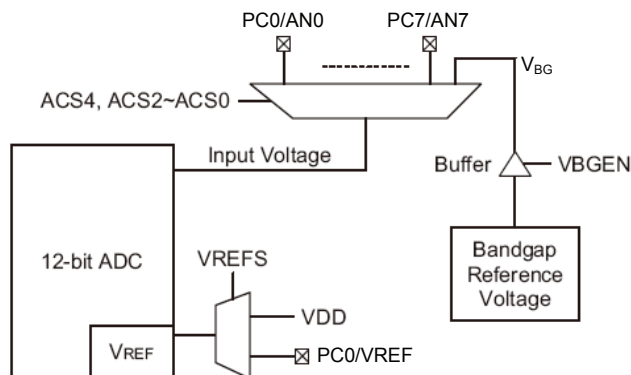 PC0/AN0
PC7/AN7
VBG
ACS4, ACS2~ACS0
Input Voltage
Buffer
VBGEN
12-bit ADC
VREFS
Bandgap
Reference
Voltage
VDD
VREF
PC0/VREF